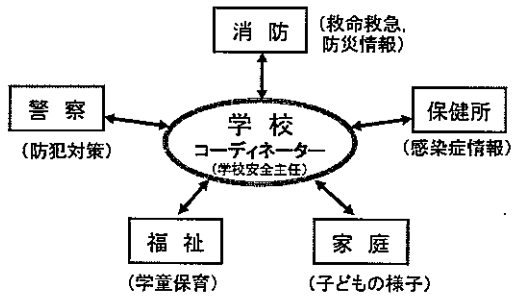 消 防
(救命救急,
防災情報)
警 察
(防犯対策)
学 校
コーディネーター
(学校安全主任)
保健所
(感染症情報)
福 祉
(学童保育)
家 庭
(子どもの様子)